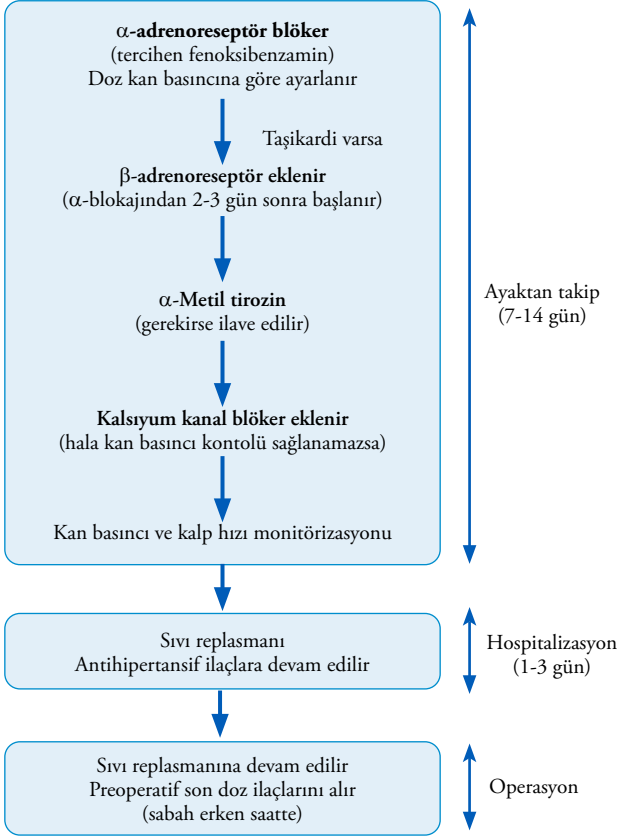 α-adrenoreseptör blöker
(tercihen fenoksibenzamin)
Doz kan basıncına göre ayarlanır
Taşikardi varsa
β-adrenoreseptör eklenir
(α-blokajından 2-3 gün sonra başlanır)
α-Metil tirozin
(gerekirse ilave edilir)
Kalsıyum kanal blöker eklenir
(hala kan basıncı kontolü sağlanamazsa)
Kan basıncı ve kalp hızı monitörizasyonu
Ayaktan takip
(7-14 gün)
Sıvı replasmanı
Antihipertansif ilaçlara devam edilir
Hospitalizasyon
(1-3 gün)
Sıvı replasmanına devam edilir
Preoperatif son doz ilaçlarını alır
(sabah erken saatte)
Operasyon